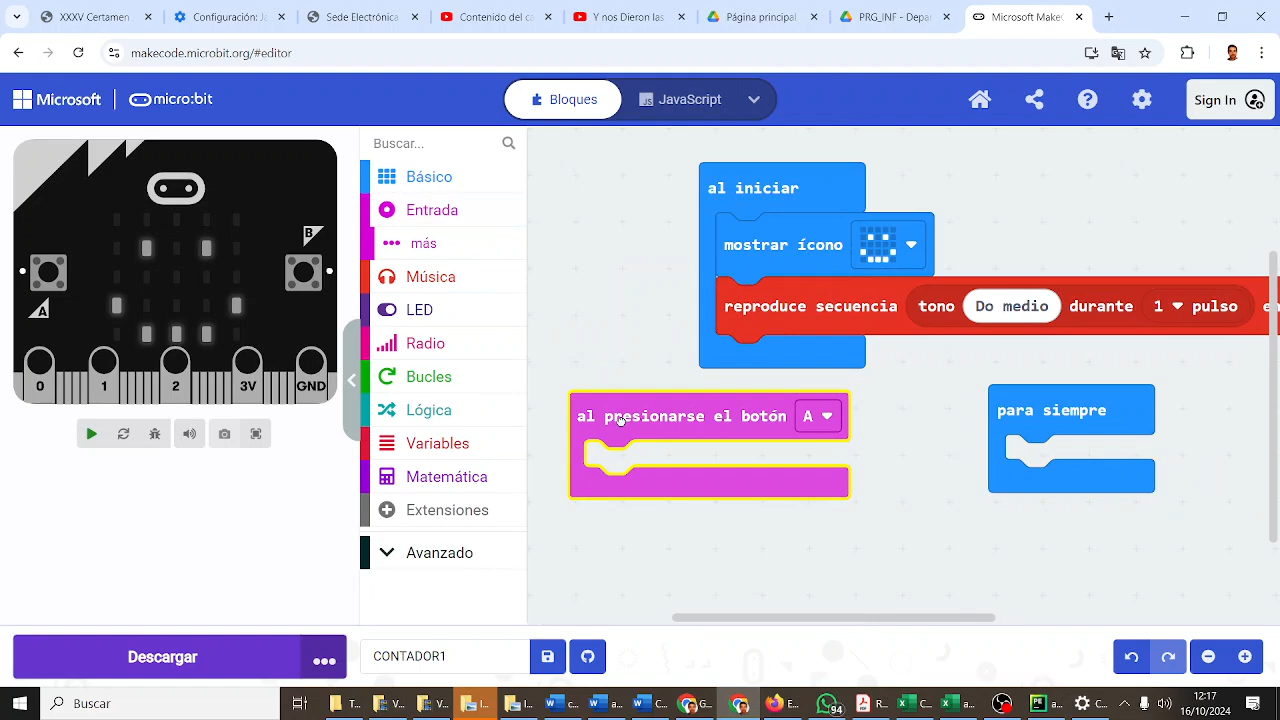 XXXV Certamen
Configuración: J
Sede Electrónica
Contenido del ca
Y nos Dieron las
Página principal
PRG_INF - Depa
Microsoft MakeC
makecode.microbit.org/#editor
Microsoft
micro:bit
Bloques
JavaScript
Sign In
Buscar...
Básico
Entrada
más
Música
LED
Radio
Bucles
Lógica
Variables
Matemática
Extensiones
Avanzado
B
A
0 1 2 3V GND
al iniciar
mostrar ícono
reproduce secuencia tono Do medio durante 1 pulso
al presionarse el botón A
para siempre
Descargar
CONTADOR1
Buscar
T... V... V... I... C... a... C... G... E... 94 R... C... a... E... C...
12:17
16/10/2024